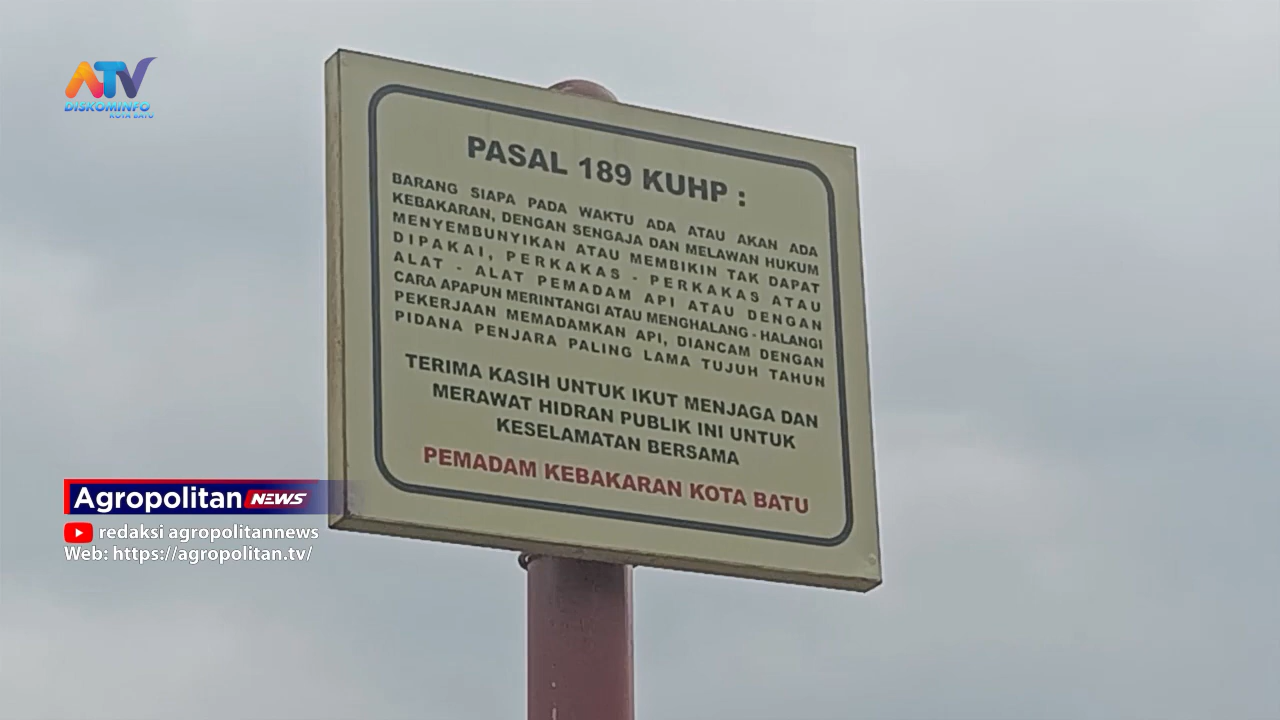 ATV
DISKOMINFO
KOTA BATU
PASAL 189 KUHP :
BARANG SIAPA PADA WAKTU ADA ATAU AKAN ADA
KEBAKARAN, DENGAN SENGAJA DAN MELAWAN HUKUM
MENYEMBUNYIKAN ATAU MEMBIKIN TAK DAPAT
DIPAKAI, PERKAKAS - PERKAKAS ATAU
ALAT - ALAT PEMADAM API ATAU DENGAN
CARA APAPUN MERINTANGI ATAU MENGHALANG - HALANGI
PEKERJAAN MEMADAMKAN API, DIANCAM DENGAN
PIDANA PENJARA PALING LAMA TUJUH TAHUN
TERIMA KASIH UNTUK IKUT MENJAGA DAN
MERAWAT HIDRAN PUBLIK INI UNTUK
KESELAMATAN BERSAMA
PEMADAM KEBAKARAN KOTA BATU
Agropolitan NEWS
redaksi agropolitannews
Web: https://agropolitan.tv/